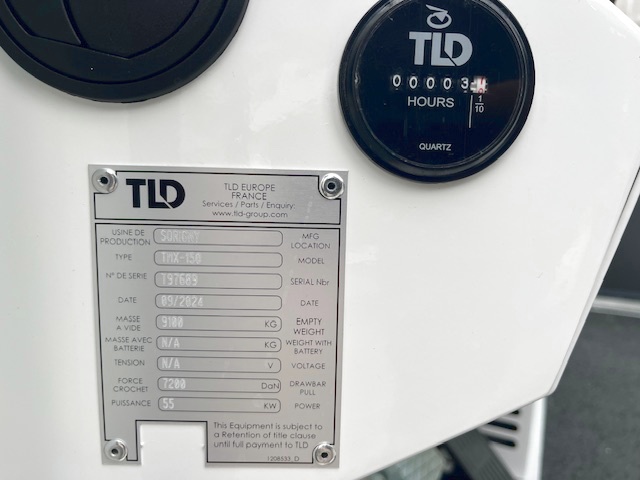 TLD
00003
HOURS 1/10
QUARTZ
TLD
TLD EUROPE
FRANCE
Services / Parts / Enquiry:
www.tld-group.com
USINE DE PRODUCTION SORIGNY MFG LOCATION
TYPE TMX-150 MODEL
N° DE SERIE T97689 SERIAL Nbr
DATE 09/2024 DATE
MASSE A VIDE 9100 KG EMPTY WEIGHT
MASSE AVEC BATTERIE N/A KG WEIGHT WITH BATTERY
TENSION N/A V VOLTAGE
FORCE CROCHET 7200 DaN DRAWBAR PULL
PUISSANCE 55 KW POWER
This Equipment is subject to
a Retention of title clause
until full payment to TLD
1208533_D